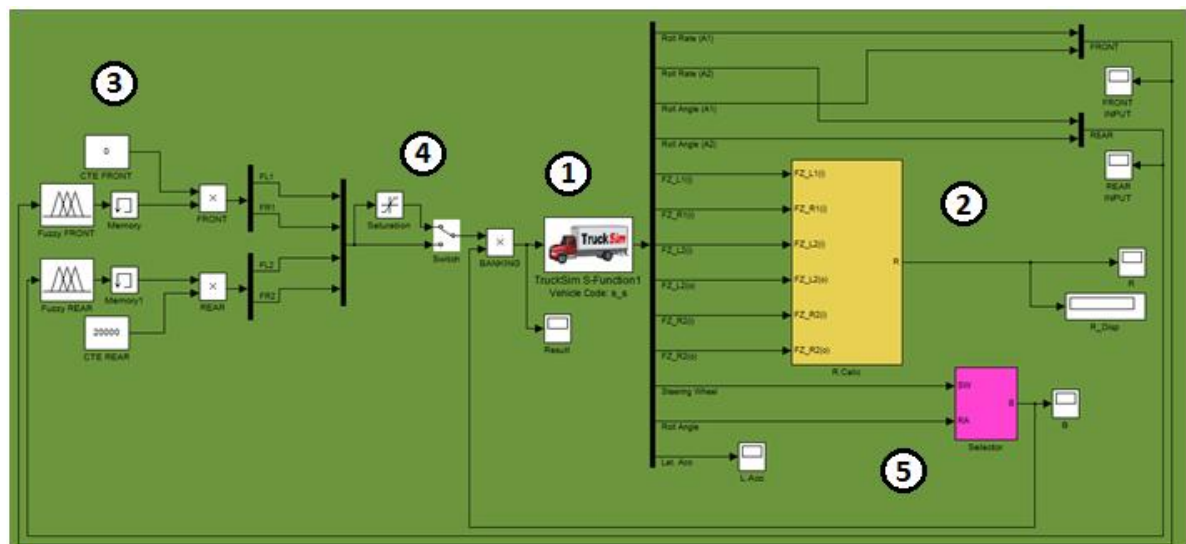 3
0
CTE FRONT
Fuzzy FRONT
Memory
×
FRONT
FL1
FR1
Fuzzy REAR
Memory1
×
REAR
FL2
FR2
20000
CTE REAR
4
Saturation
Switch
×
BANKING
1
TruckSim
TruckSim S-Function1
Vehicle Code: s_s
Result
Roll Rate (A1)
Roll Rate (A2)
Roll Angle (A1)
Roll Angle (A2)
FZ_L1(i)
FZ_R1(i)
FZ_L2(i)
FZ_L2(o)
FZ_R2(i)
FZ_R2(o)
Steering Wheel
Roll Angle
Lat. Acc
FZ_L1(i)
FZ_R1(i)
FZ_L2(i)
FZ_L2(o)
FZ_R2(i)
FZ_R2(o)
R
R.Calc
L.Acc
FRONT
FRONT
INPUT
REAR
REAR
INPUT
2
R
R_Disp
SW
RA
B
Selector
B
5